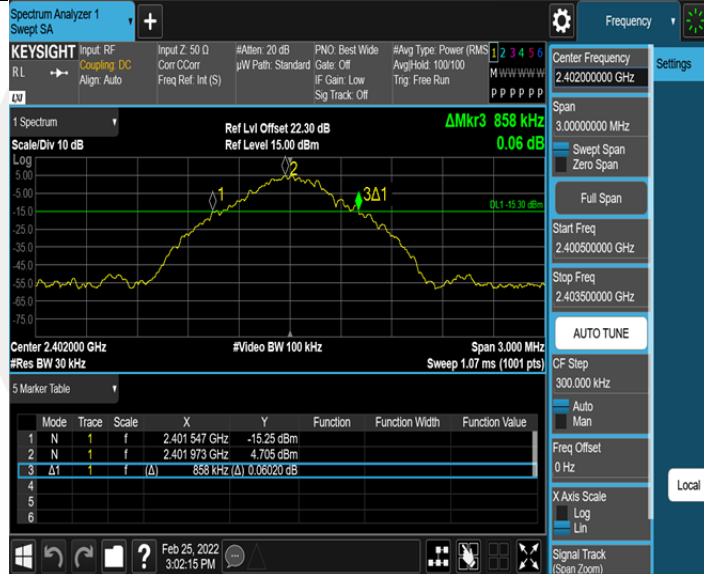 Spectrum Analyzer 1
Swept SA
Frequency
KEYSIGHT
RL
LXI
Input: RF
Coupling: DC
Align: Auto
Input Z: 50 Ω
Corr CCorr
Freq Ref: Int (S)
#Atten: 20 dB
µW Path: Standard
PNO: Best Wide
Gate: Off
IF Gain: Low
Sig Track: Off
#Avg Type: Power (RMS
Avg|Hold: 100/100
Trig: Free Run
1 2 3 4 5 6
M W W W W W
P P P P P P
1 Spectrum
Scale/Div 10 dB
Ref Lvl Offset 22.30 dB
Ref Level 15.00 dBm
ΔMkr3 858 kHz
0.06 dB
Log
5.00
-5.00
-15.0
-25.0
-35.0
-45.0
-55.0
-65.0
-75.0
1
2
3Δ1
DL1 -15.30 dBm
Center 2.402000 GHz
#Res BW 30 kHz
#Video BW 100 kHz
Span 3.000 MHz
Sweep 1.07 ms (1001 pts)
5 Marker Table
Mode Trace Scale X Y Function Function Width Function Value
1 N 1 f 2.401 547 GHz -15.25 dBm
2 N 1 f 2.401 973 GHz 4.705 dBm
3 Δ1 1 f (Δ) 858 kHz (Δ) 0.06020 dB
4
5
6
Feb 25, 2022
3:02:15 PM
Center Frequency
2.402000000 GHz
Span
3.00000000 MHz
Swept Span
Zero Span
Full Span
Start Freq
2.400500000 GHz
Stop Freq
2.403500000 GHz
AUTO TUNE
CF Step
300.000 kHz
Auto
Man
Freq Offset
0 Hz
X Axis Scale
Log
Lin
Signal Track
(Span Zoom)
Settings
Local